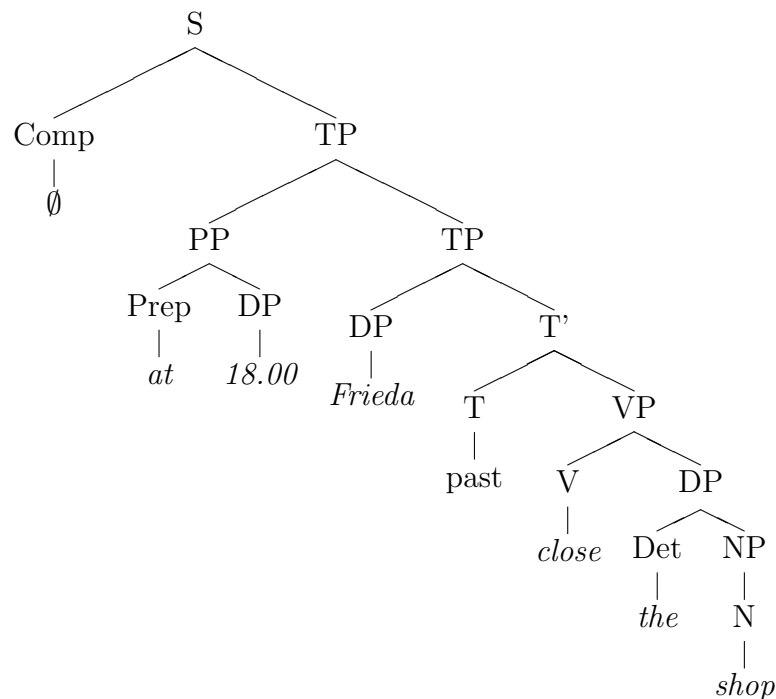 S
Comp TP
∅
PP TP
Prep DP DP T'
at 18.00 Frieda T VP
past V DP
close Det NP
the N
shop